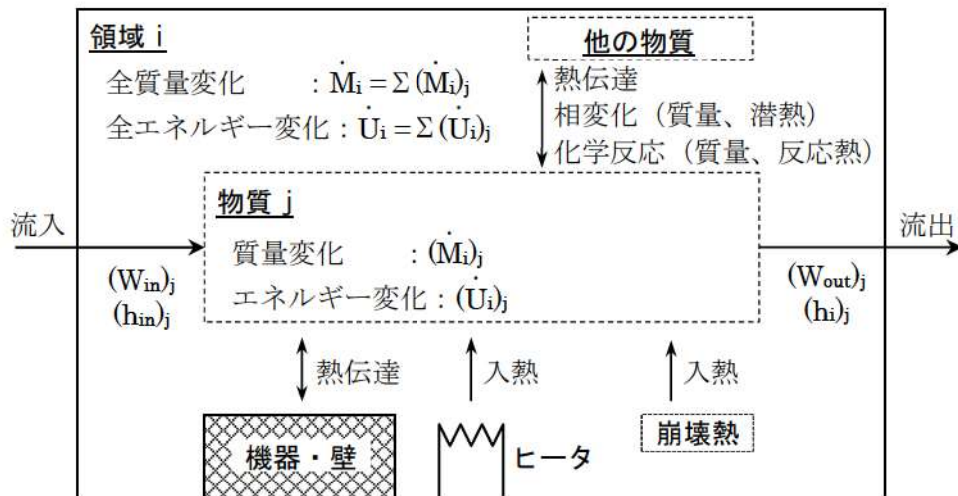 領域 i
全質量変化 : Ṁi = Σ (Ṁi)j
全エネルギー変化 : U̇i = Σ (U̇i)j
他の物質
熱伝達
相変化（質量、潜熱）
化学反応（質量、反応熱）
流入
(Win)j
(hin)j
物質 j
質量変化 : (Ṁi)j
エネルギー変化 : (U̇i)j
流出
(Wout)j
(hi)j
熱伝達
入熱
入熱
機器・壁
ヒータ
崩壊熱